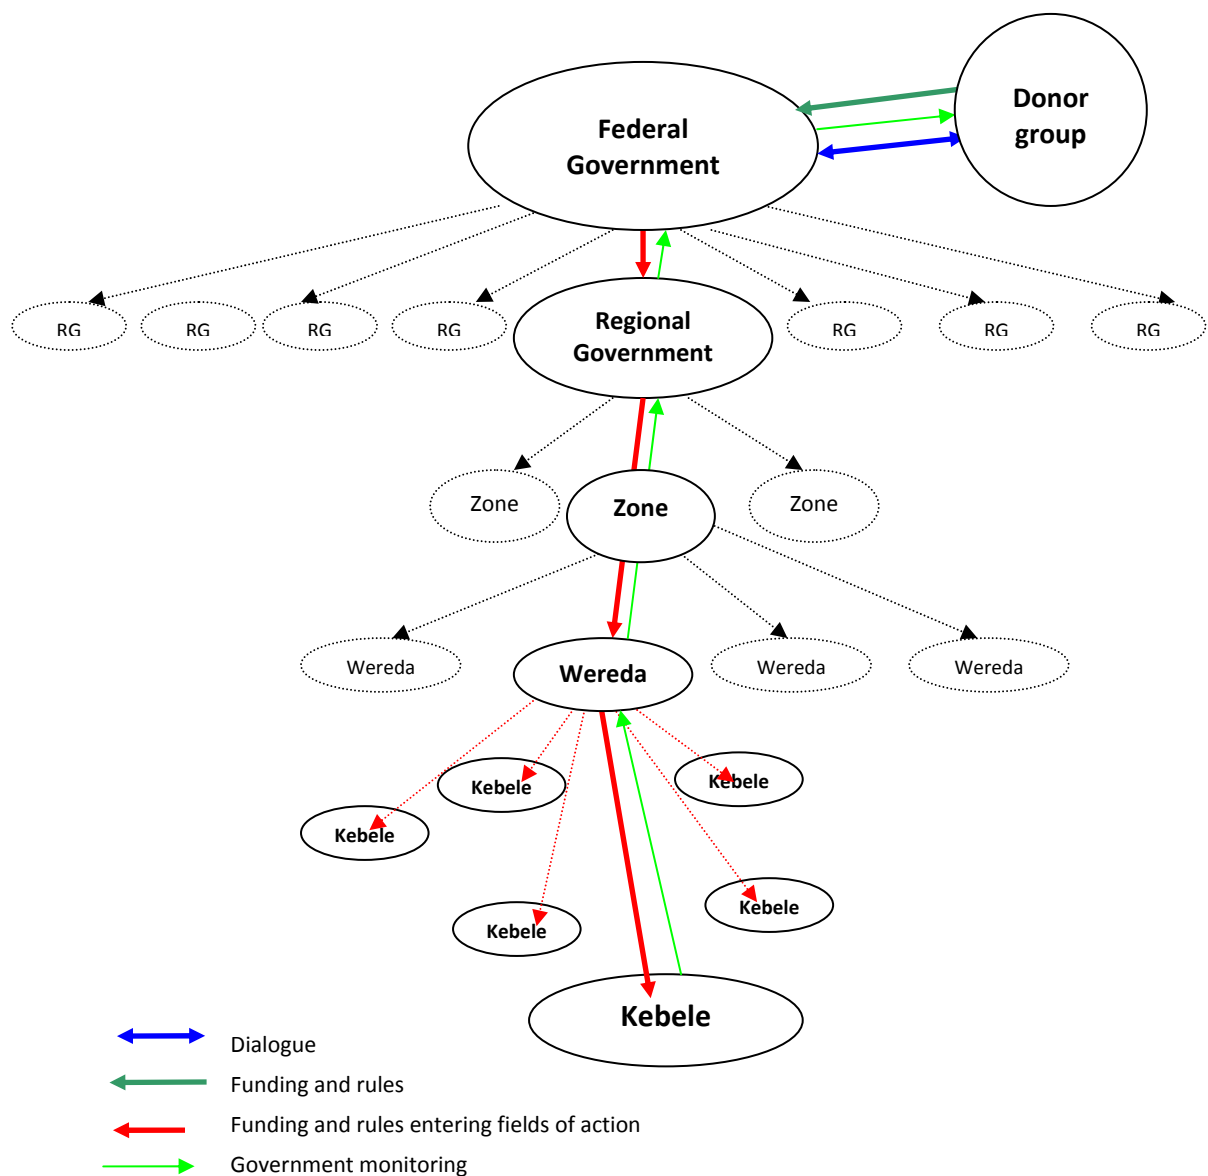 Donor
group
Federal
Government
RG
RG
RG
RG
Regional
Government
RG
RG
RG
Zone
Zone
Zone
Wereda
Wereda
Wereda
Wereda
Kebele
Kebele
Kebele
Kebele
Kebele
Kebele
Dialogue
Funding and rules
Funding and rules entering fields of action
Government monitoring